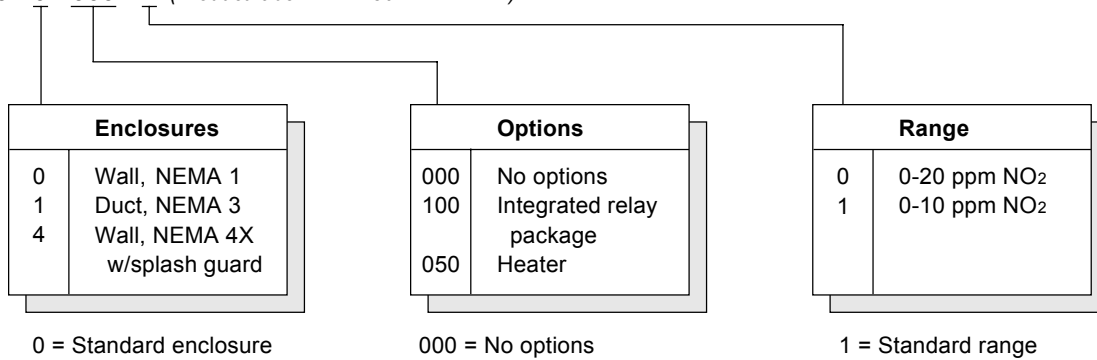 Enclosures
0 Wall, NEMA 1
1 Duct, NEMA 3
4 Wall, NEMA 4X
w/splash guard
0 = Standard enclosure
Options
000 No options
100 Integrated relay
package
050 Heater
000 = No options
Range
0 0-20 ppm NO2
1 0-10 ppm NO2
1 = Standard range